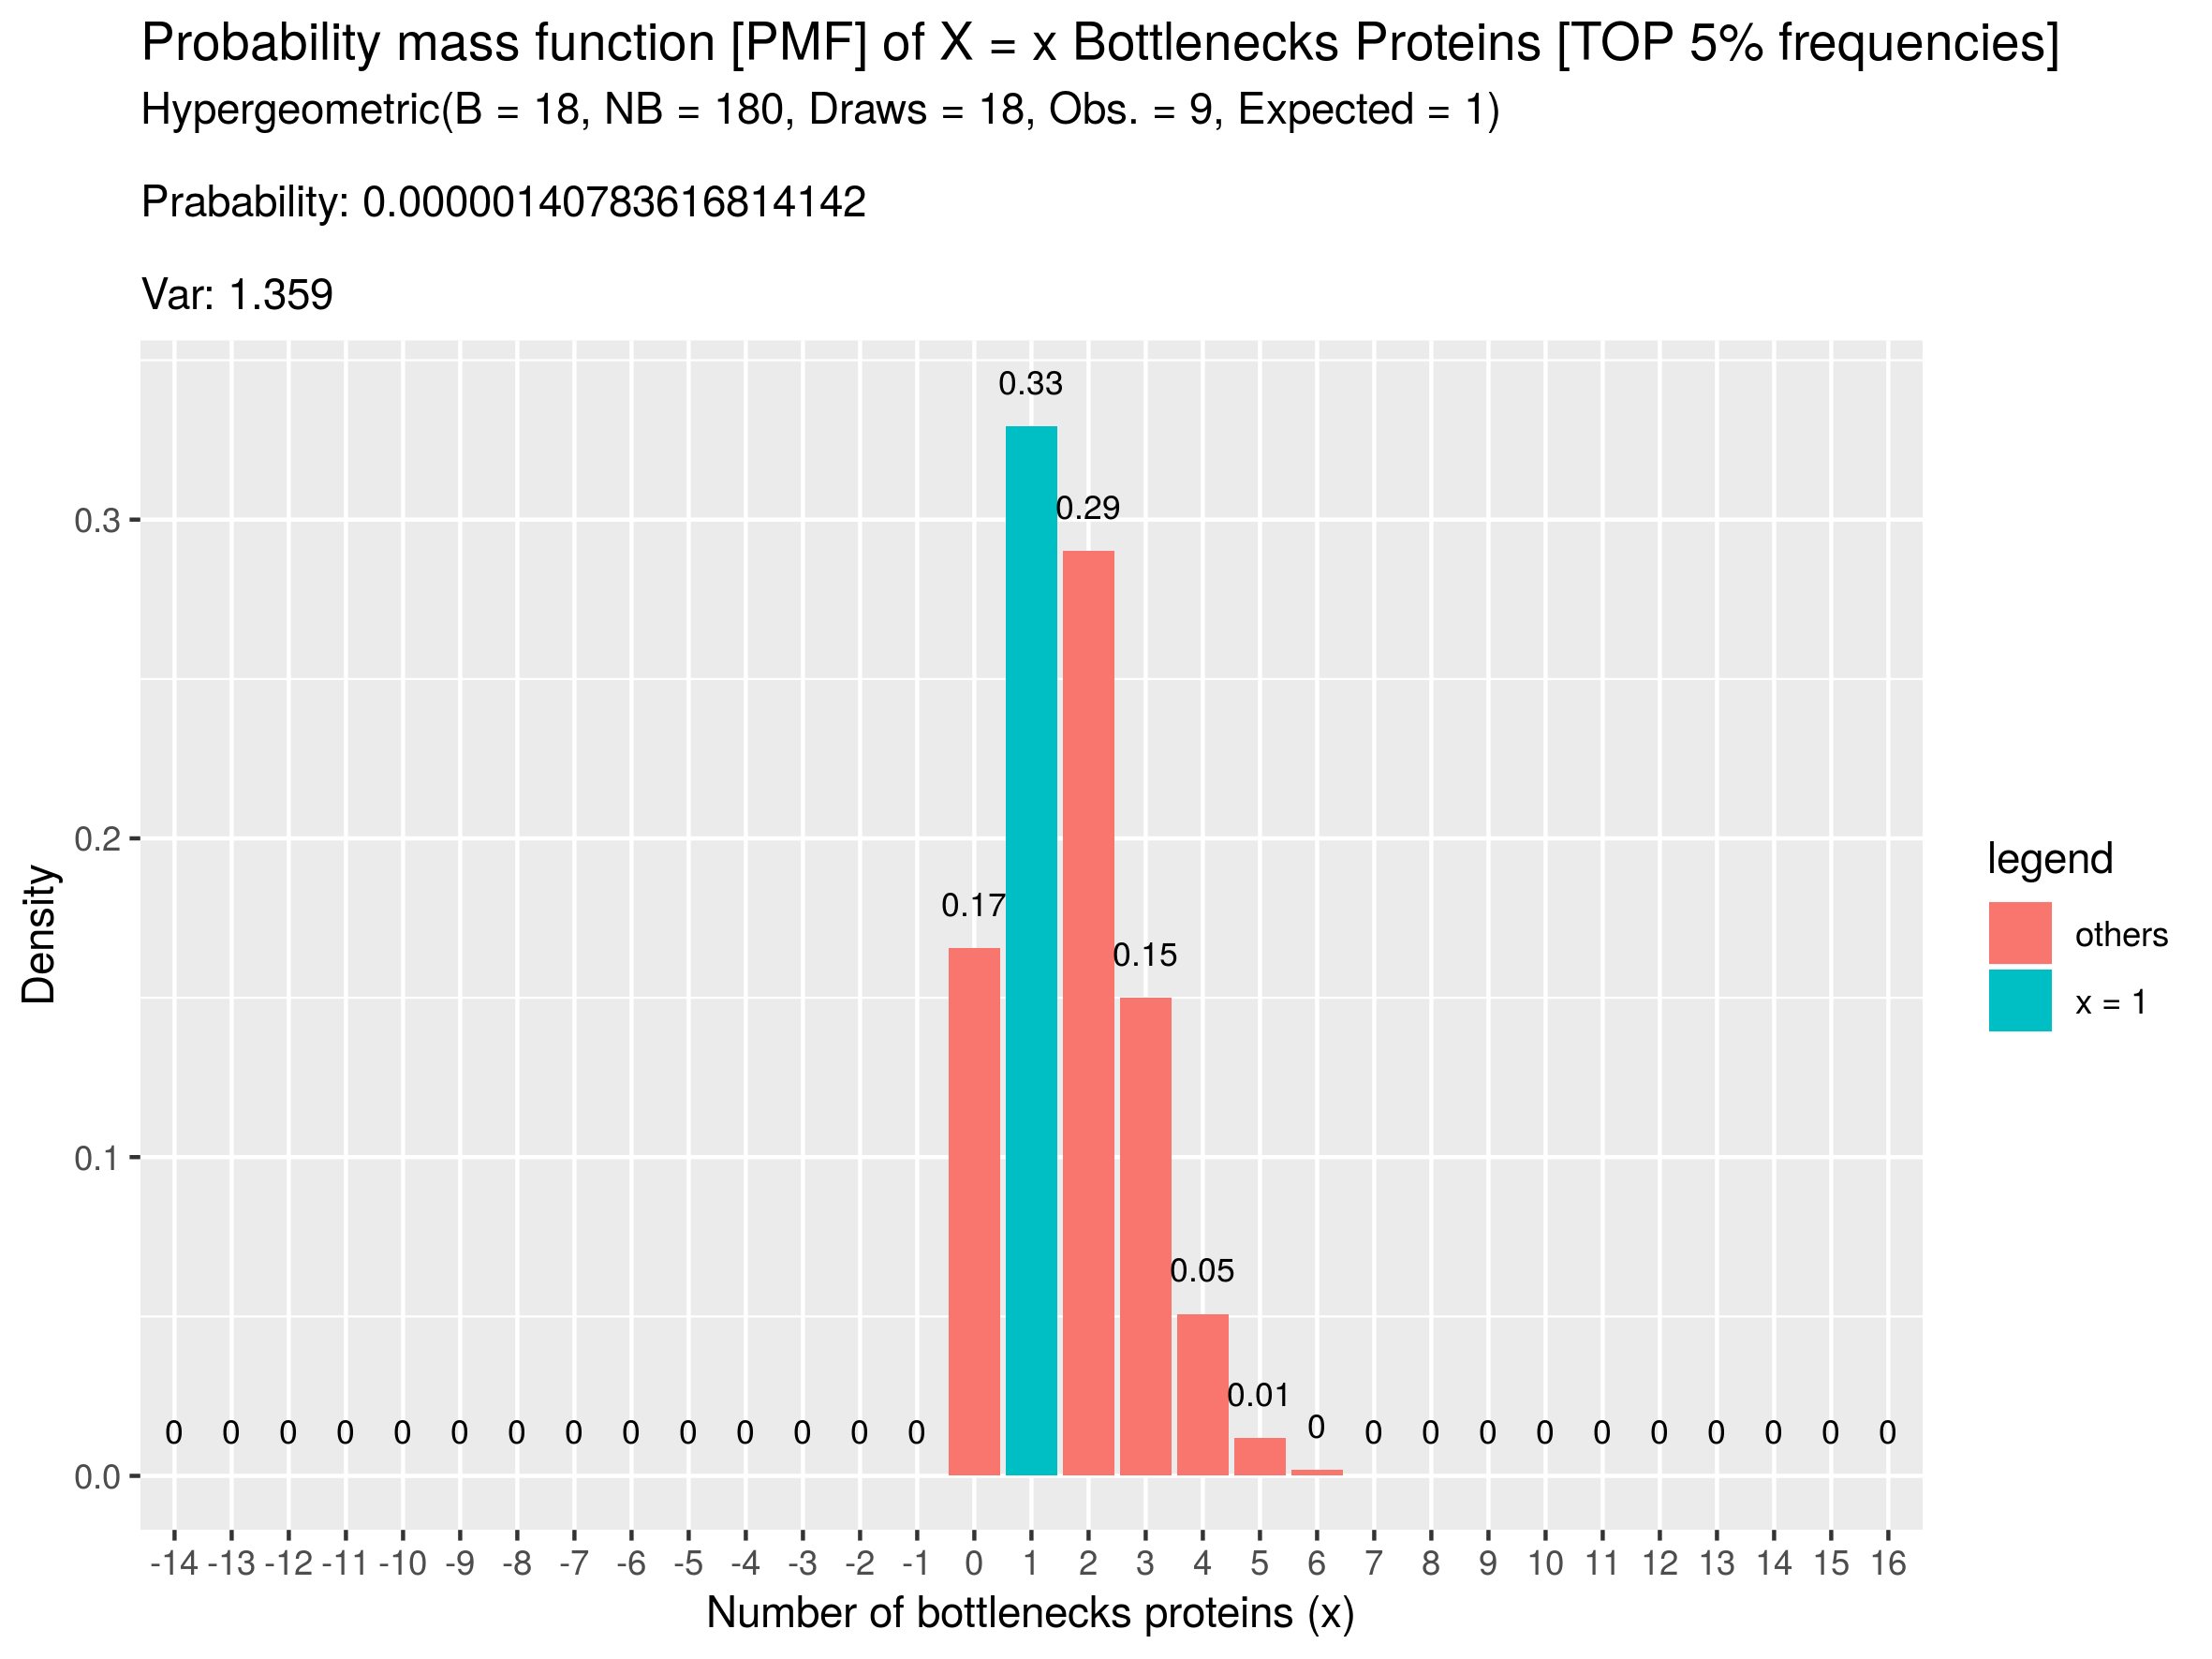 Probability mass function [PMF] of X = x Bottlenecks Proteins [TOP 5% frequencies]
Hypergeometric(B = 18, NB = 180, Draws = 18, Obs. = 9, Expected = 1)
Prabability: 0.00000140783616814142
Var: 1.359
0.33
0.29
0.17
0.15
0.05
0.01
0 0 0 0 0 0 0 0 0 0 0 0 0 0 0 0 0 0 0 0 0 0 0 0 0
0.3
0.2
0.1
0.0
Density
-14 -13 -12 -11 -10 -9 -8 -7 -6 -5 -4 -3 -2 -1 0 1 2 3 4 5 6 7 8 9 10 11 12 13 14 15 16
Number of bottlenecks proteins (x)
legend
others
x = 1